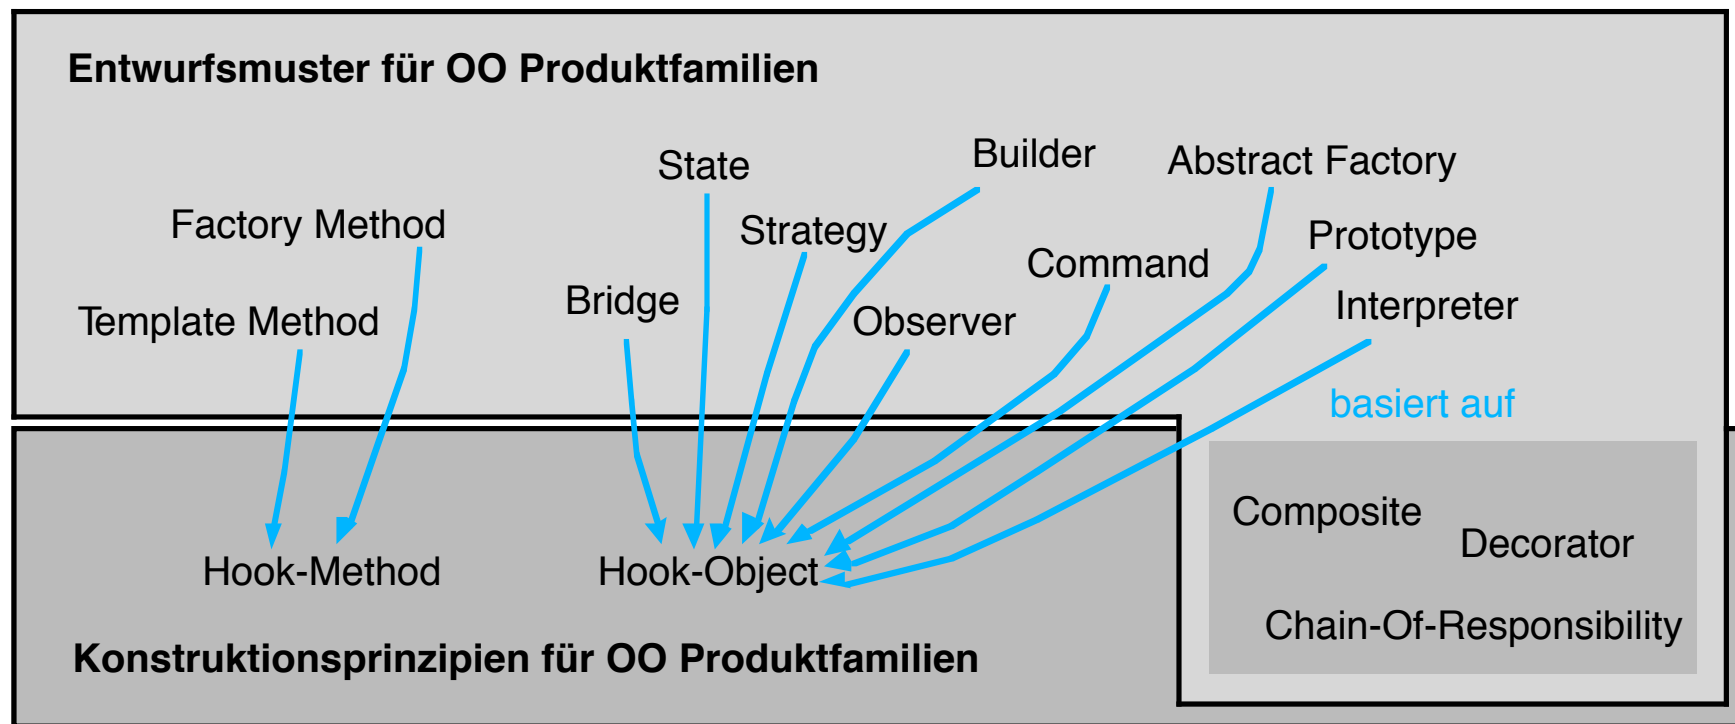 Entwurfsmuster für OO Produktfamilien
State
Builder
Abstract Factory
Factory Method
Strategy
Prototype
Command
Template Method
Bridge
Observer
Interpreter
basiert auf
Composite
Decorator
Hook-Method
Hook-Object
Chain-Of-Responsibility
Konstruktionsprinzipien für OO Produktfamilien